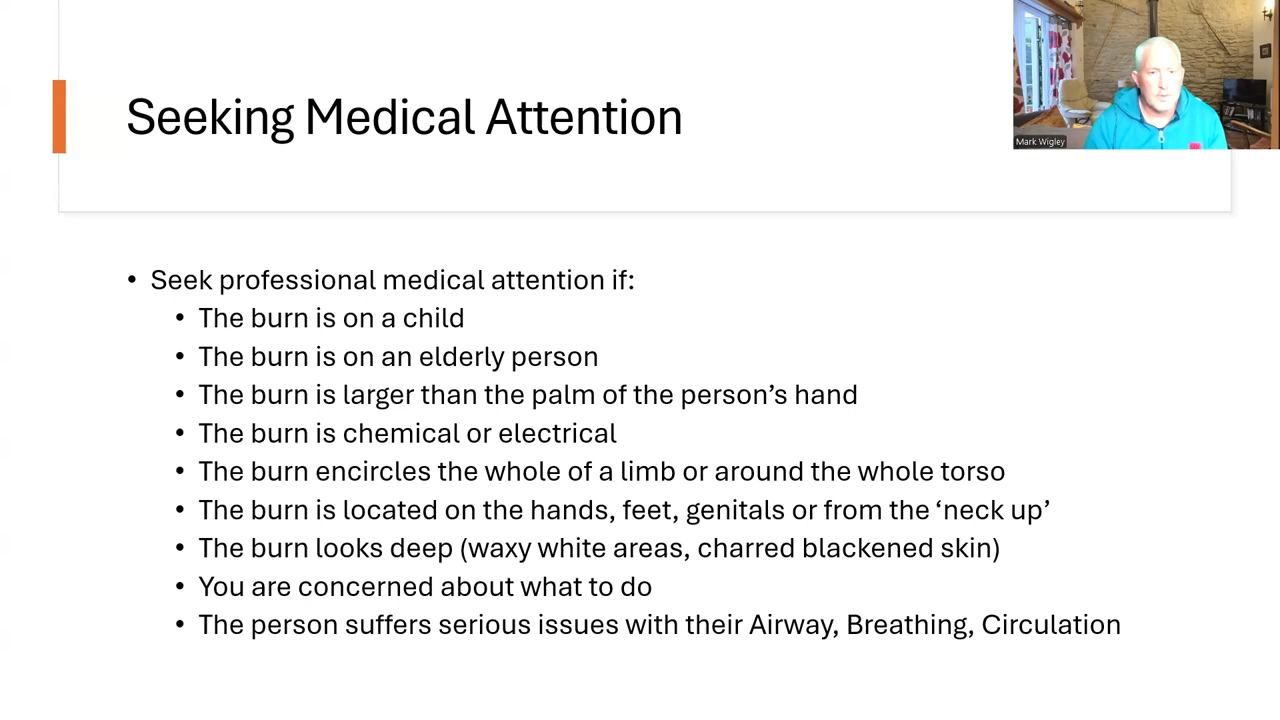 Seeking Medical Attention
Mark Wigley
• Seek professional medical attention if:
• The burn is on a child
• The burn is on an elderly person
• The burn is larger than the palm of the person’s hand
• The burn is chemical or electrical
• The burn encircles the whole of a limb or around the whole torso
• The burn is located on the hands, feet, genitals or from the ‘neck up’
• The burn looks deep (waxy white areas, charred blackened skin)
• You are concerned about what to do
• The person suffers serious issues with their Airway, Breathing, Circulation